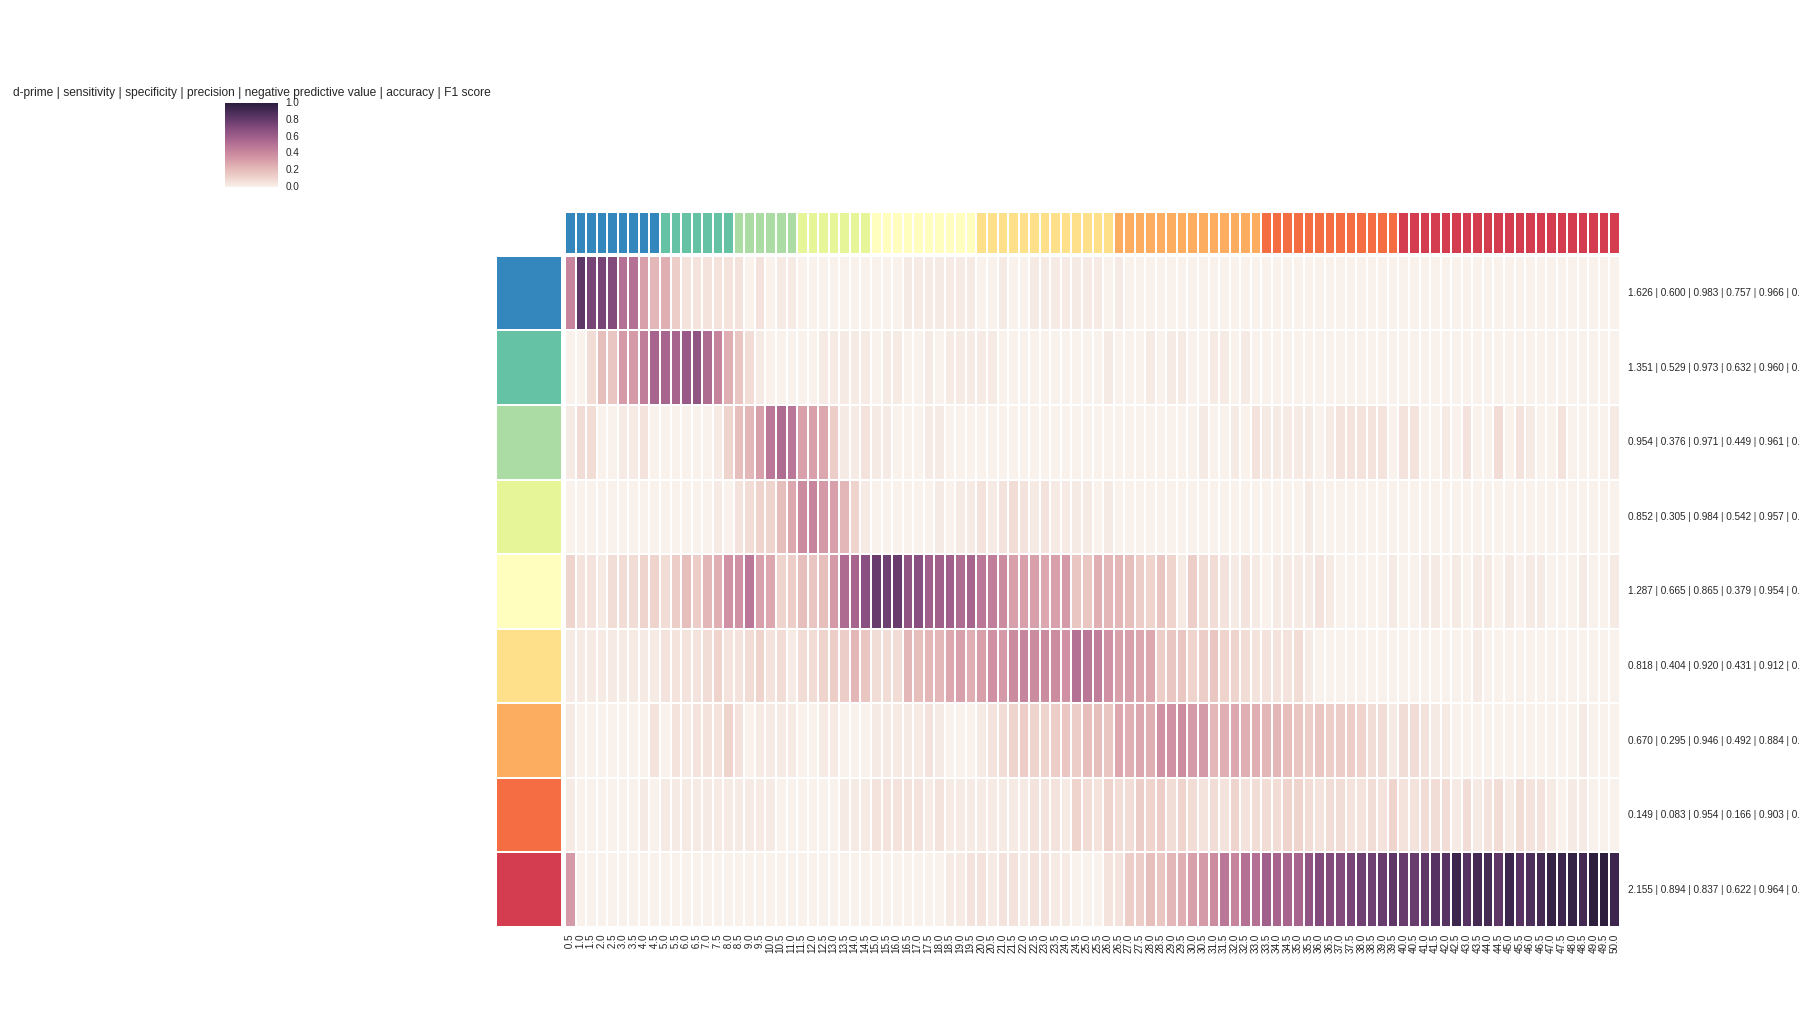 d-prime | sensitivity | specificity | precision | negative predictive value | accuracy | F1 score
1.0
0.8
0.6
0.4
0.2
0.0
1.626 | 0.600 | 0.983 | 0.757 | 0.966 | 0.
1.351 | 0.529 | 0.973 | 0.632 | 0.960 | 0.
0.954 | 0.376 | 0.971 | 0.449 | 0.961 | 0.
0.852 | 0.305 | 0.984 | 0.542 | 0.957 | 0.
1.287 | 0.665 | 0.865 | 0.379 | 0.954 | 0.
0.818 | 0.404 | 0.920 | 0.431 | 0.912 | 0.
0.670 | 0.295 | 0.946 | 0.492 | 0.884 | 0.
0.149 | 0.083 | 0.954 | 0.166 | 0.903 | 0.
2.155 | 0.894 | 0.837 | 0.622 | 0.964 | 0.
0.5 1.0 1.5 2.0 2.5 3.0 3.5 4.0 4.5 5.0 5.5 6.0 6.5 7.0 7.5 8.0 8.5 9.0 9.5 10.0 10.5 11.0 11.5 12.0 12.5 13.0 13.5 14.0 14.5 15.0 15.5 16.0 16.5 17.0 17.5 18.0 18.5 19.0 19.5 20.0 20.5 21.0 21.5 22.0 22.5 23.0 23.5 24.0 24.5 25.0 25.5 26.0 26.5 27.0 27.5 28.0 28.5 29.0 29.5 30.0 30.5 31.0 31.5 32.0 32.5 33.0 33.5 34.0 34.5 35.0 35.5 36.0 36.5 37.0 37.5 38.0 38.5 39.0 39.5 40.0 40.5 41.0 41.5 42.0 42.5 43.0 43.5 44.0 44.5 45.0 45.5 46.0 46.5 47.0 47.5 48.0 48.5 49.0 49.5 50.0